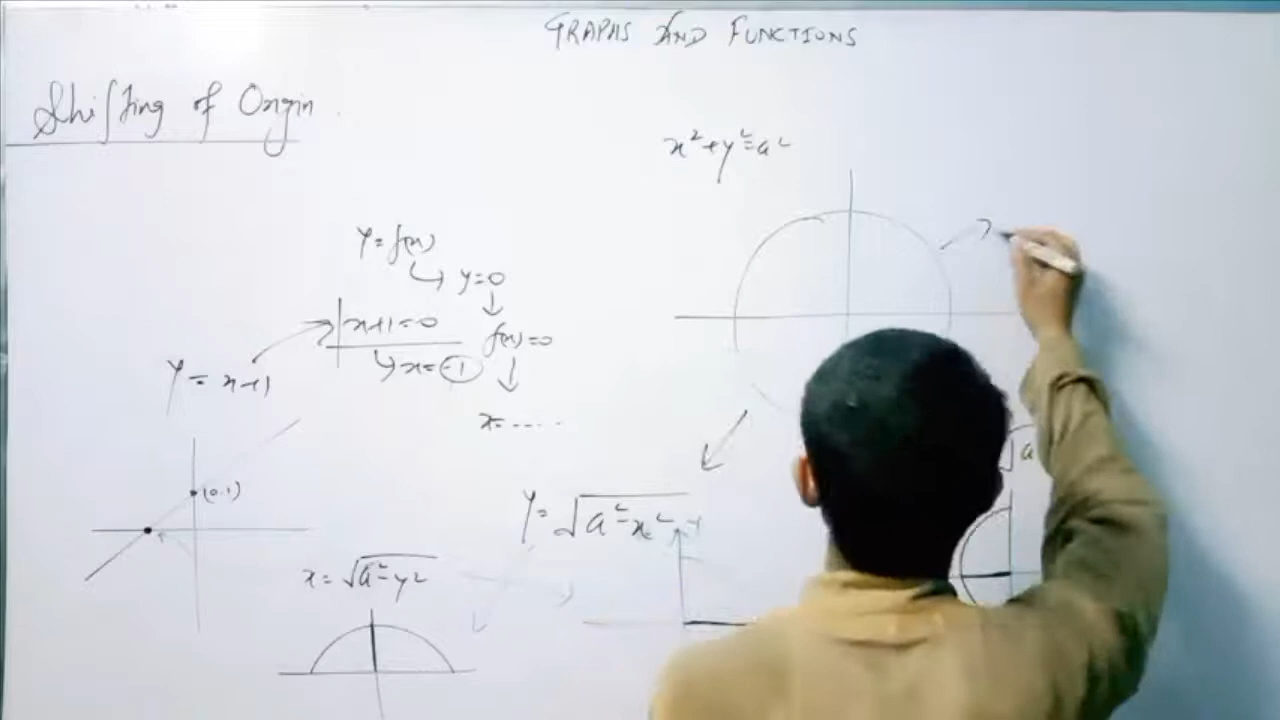 GRAPHS AND FUNCTIONS
Shifting of Origin
x²+y²=a²
y=f(x)
y=0
x+1=0
f(x)=0
x=-1
y=x+1
x=-----
(0,1)
y=√a²-x²
x=√a²-y²
√a